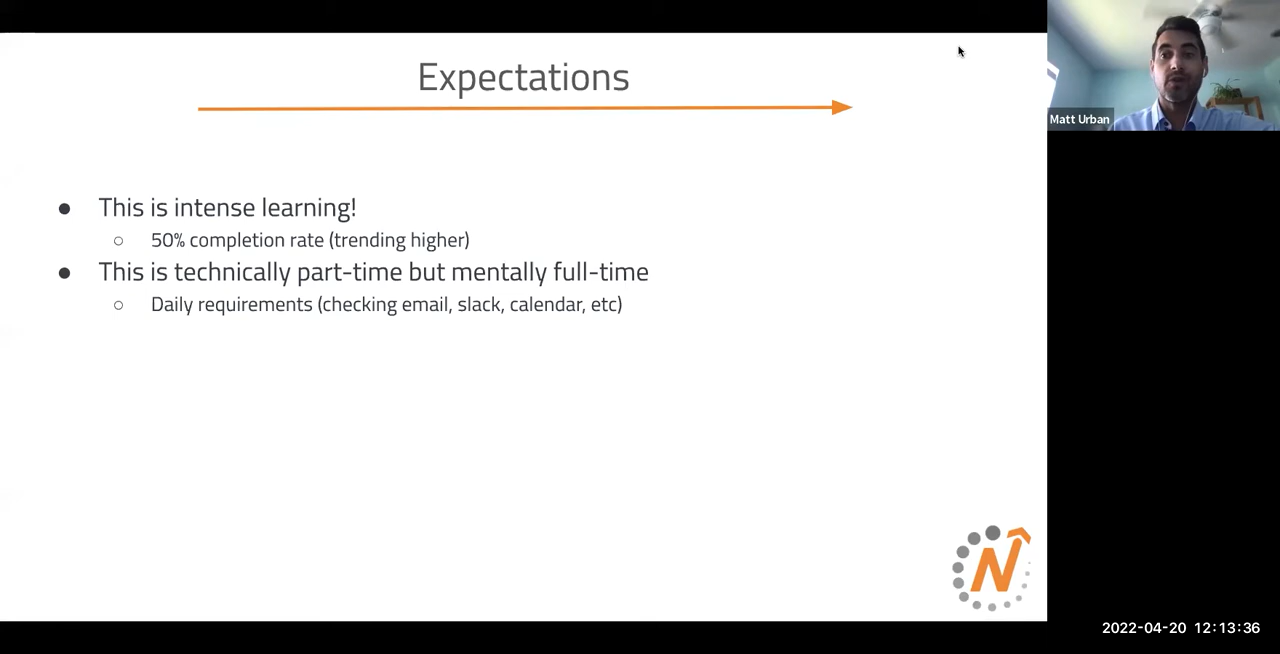 Expectations
Matt Urban
● This is intense learning!
○ 50% completion rate (trending higher)
● This is technically part-time but mentally full-time
○ Daily requirements (checking email, slack, calendar, etc)
N
2022-04-20 12:13:36